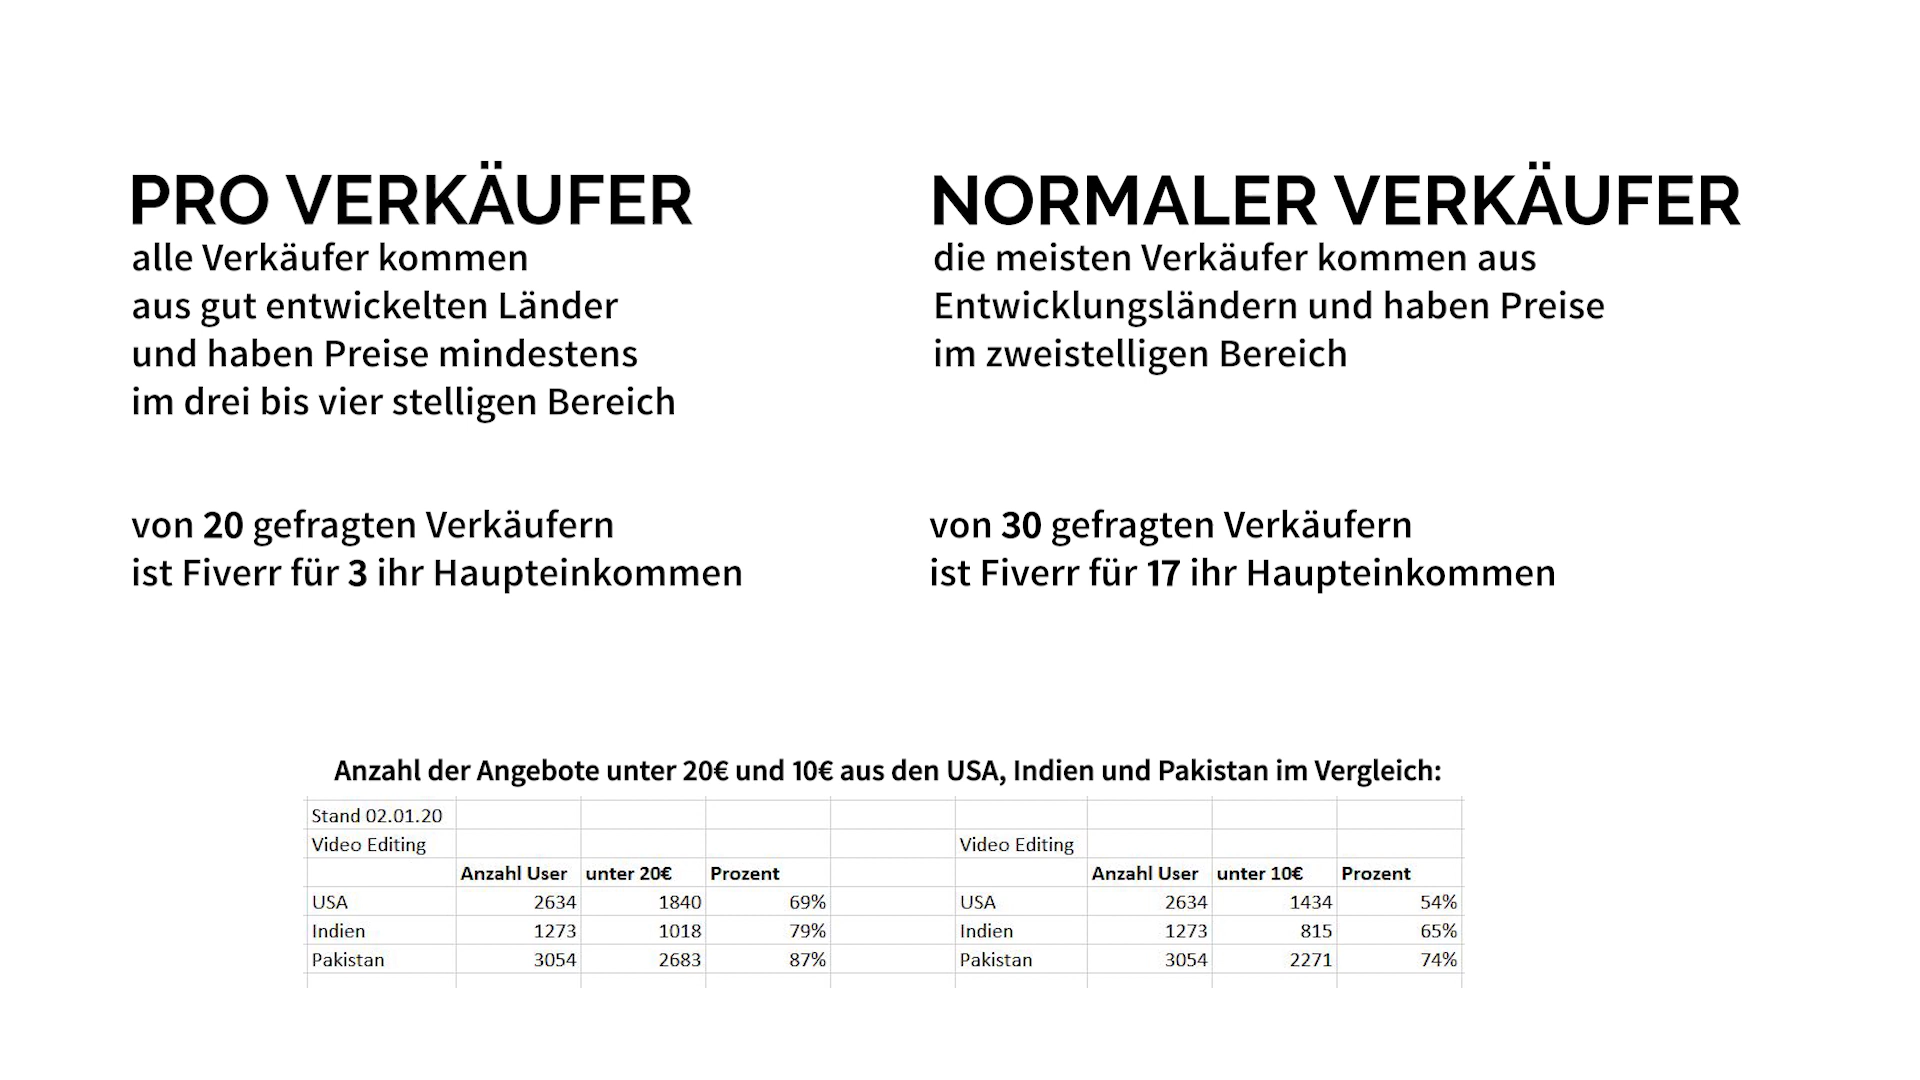 PRO VERKÄUFER
alle Verkäufer kommen
aus gut entwickelten Länder
und haben Preise mindestens
im drei bis vier stelligen Bereich
von 20 gefragten Verkäufern
ist Fiverr für 3 ihr Haupteinkommen
NORMALER VERKÄUFER
die meisten Verkäufer kommen aus
Entwicklungsländern und haben Preise
im zweistelligen Bereich
von 30 gefragten Verkäufern
ist Fiverr für 17 ihr Haupteinkommen
Anzahl der Angebote unter 20€ und 10€ aus den USA, Indien und Pakistan im Vergleich:
Stand 02.01.20
Video Editing Video Editing
Anzahl User unter 20€ Prozent Anzahl User unter 10€ Prozent
USA 2634 1840 69% USA 2634 1434 54%
Indien 1273 1018 79% Indien 1273 815 65%
Pakistan 3054 2683 87% Pakistan 3054 2271 74%